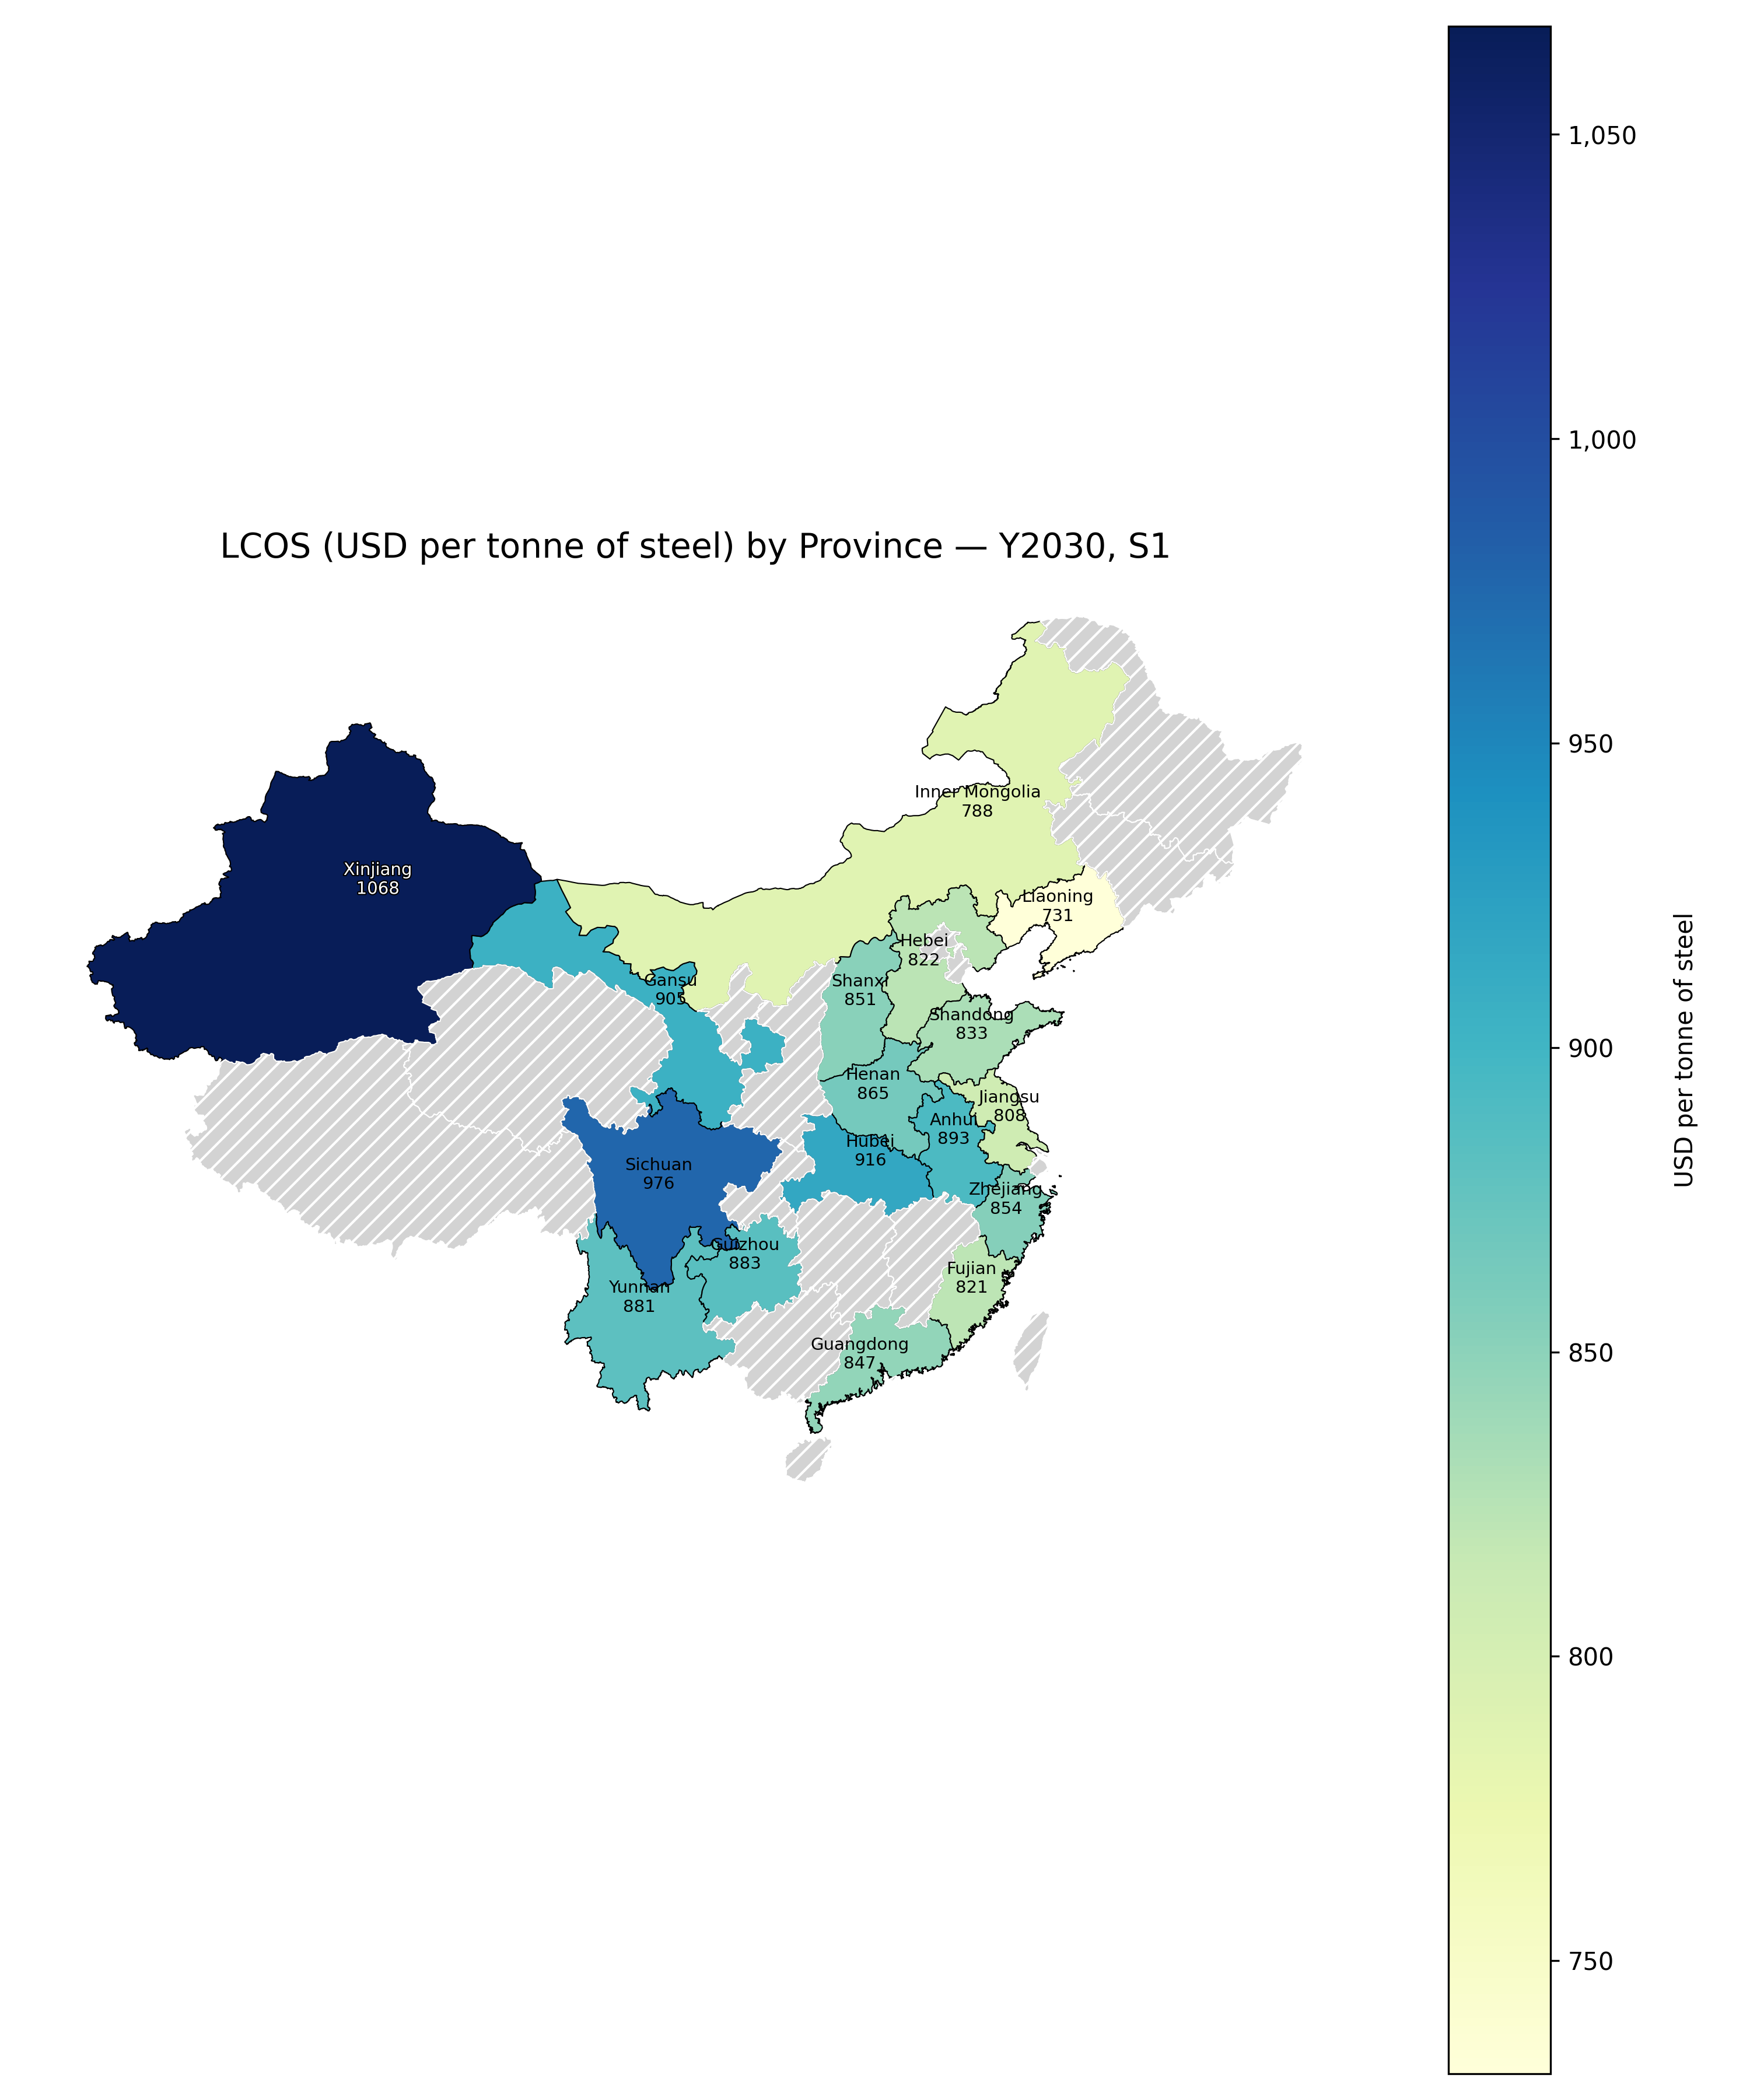 LCOS (USD per tonne of steel) by Province — Y2030, S1
Inner Mongolia
788
Xinjiang
1068
Liaoning
731
Hebei
822
Gansu
905
Shanxi
851
Shandong
833
Henan
865
Jiangsu
808
Anhui
893
Hubei
916
Sichuan
976
Zhejiang
854
Guizhou
883
Fujian
821
Yunnan
881
Guangdong
847
1,050
1,000
950
900
850
800
750
USD per tonne of steel